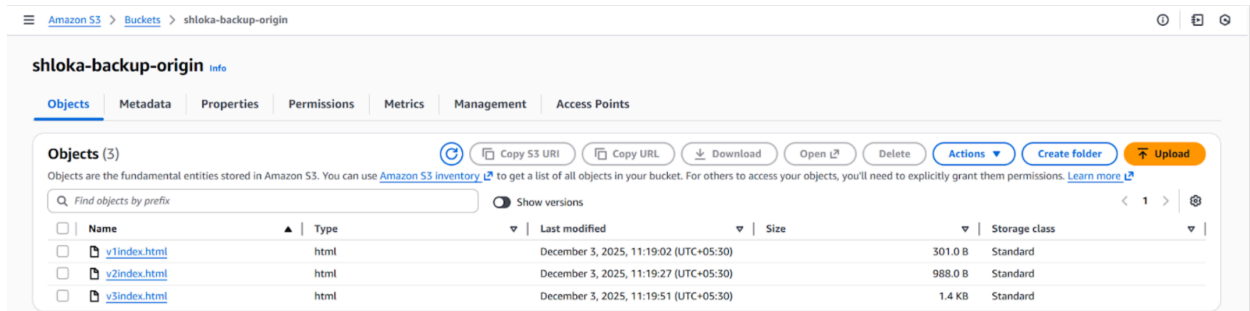 Amazon S3 > Buckets > shloka-backup-origin
shloka-backup-origin Info
Objects Metadata Properties Permissions Metrics Management Access Points
Objects (3) Copy S3 URI Copy URL Download Open Delete Actions Create folder Upload
Objects are the fundamental entities stored in Amazon S3. You can use Amazon S3 inventory to get a list of all objects in your bucket. For others to access your objects, you'll need to explicitly grant them permissions. Learn more
Find objects by prefix Show versions < 1 >
Name Type Last modified Size Storage class
v1index.html html December 3, 2025, 11:19:02 (UTC+05:30) 301.0 B Standard
v2index.html html December 3, 2025, 11:19:27 (UTC+05:30) 988.0 B Standard
v3index.html html December 3, 2025, 11:19:51 (UTC+05:30) 1.4 KB Standard